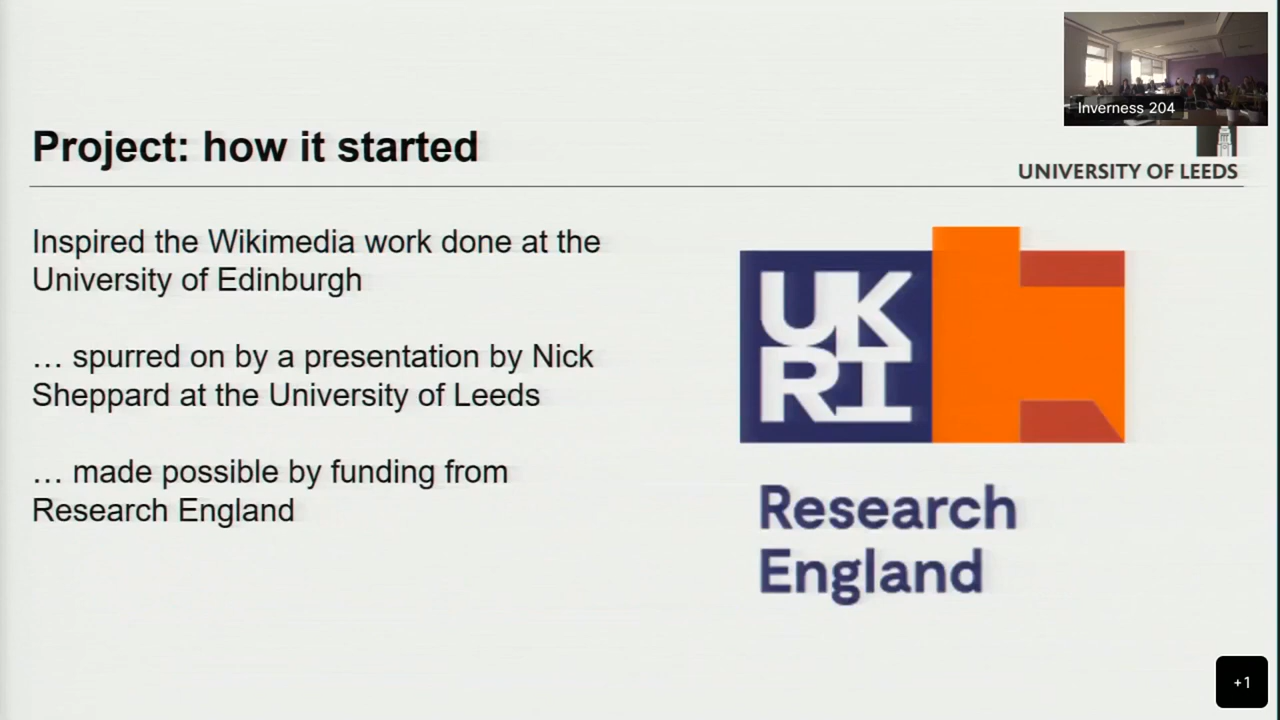 Inverness 204
Project: how it started
UNIVERSITY OF LEEDS
Inspired the Wikimedia work done at the
University of Edinburgh
… spurred on by a presentation by Nick
Sheppard at the University of Leeds
… made possible by funding from
Research England
UK
RI
Research
England
+1